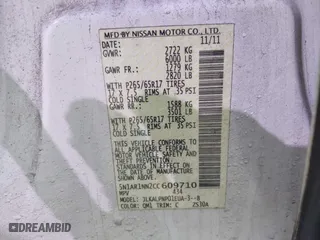 MFD BY NISSAN MOTOR CO., LTD.
DATE: 11/11
GVWR: 2722 KG
6000 LB
GAWR FR: 1279 KG
2820 LB
WITH P265/65R17 TIRES
17 X 7.5 RIMS AT 35 PSI
COLD SINGLE
GAWR RR: 1588 KG
3501 LB
WITH P265/65R17 TIRES
17 X 7.5 RIMS AT 35 PSI
COLD SINGLE
THIS VEHICLE CONFORMS TO ALL
APPLICABLE FEDERAL MOTOR VEHICLE
SAFETY AND THEFT PREVENTION
STANDARDS IN EFFECT ON THE DATE
OF MANUFACTURE SHOWN ABOVE.
5N1AR1NN2CC609710
MPV
MODEL:
COLOR: QM1 TRIM: C